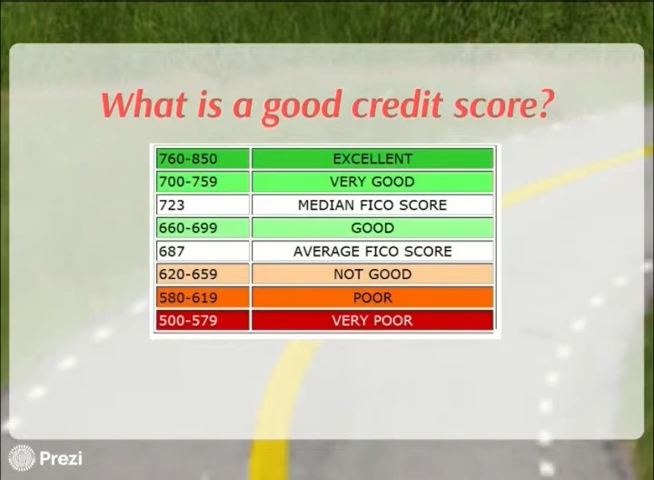 What is a good credit score?
760-850 EXCELLENT
700-759 VERY GOOD
723 MEDIAN FICO SCORE
660-699 GOOD
687 AVERAGE FICO SCORE
620-659 NOT GOOD
580-619 POOR
500-579 VERY POOR
Prezi